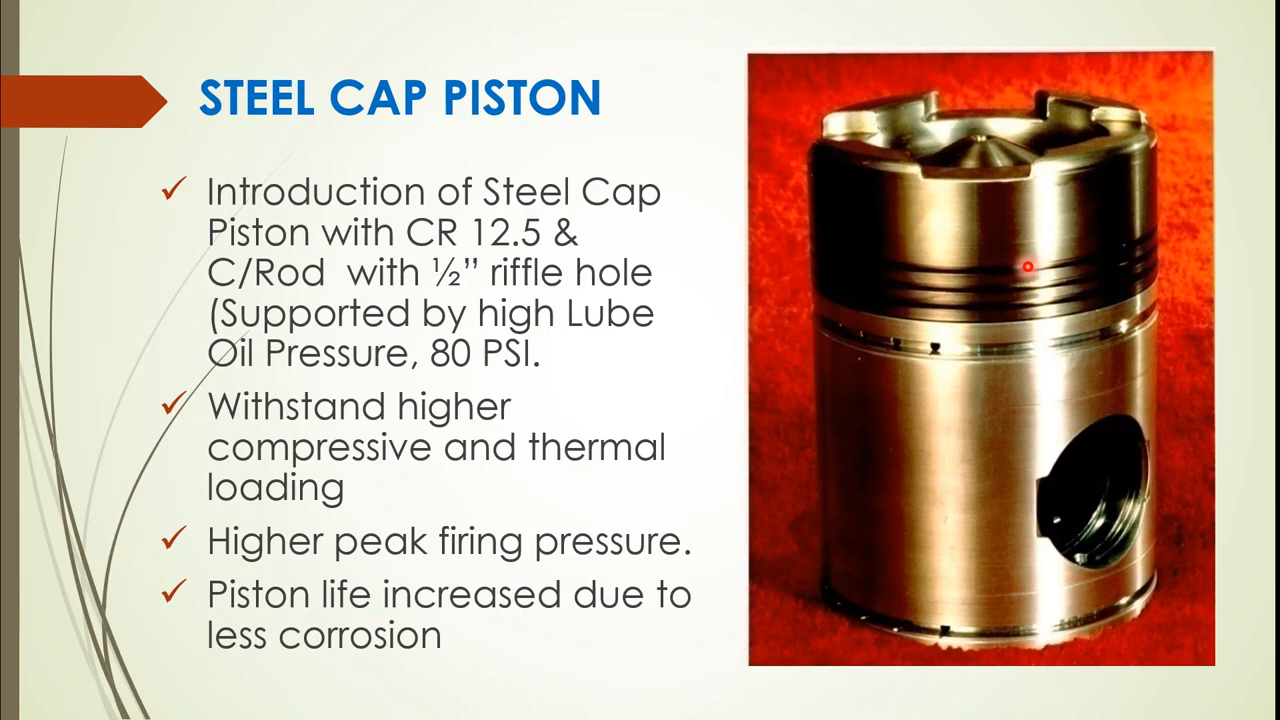 STEEL CAP PISTON
Introduction of Steel Cap
Piston with CR 12.5 &
C/Rod with ½” riffle hole
(Supported by high Lube
Oil Pressure, 80 PSI.
Withstand higher
compressive and thermal
loading
Higher peak firing pressure.
Piston life increased due to
less corrosion